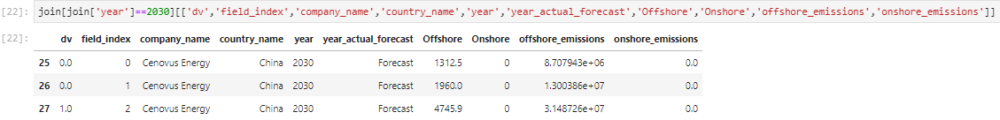 [22]: join[join['year']==2030][['dv','field_index','company_name','country_name','year','year_actual_forecast','Offshore','Onshore','offshore_emissions','onshore_emissions']]
[22]: dv field_index company_name country_name year year_actual_forecast Offshore Onshore offshore_emissions onshore_emissions
25 0.0 0 Cenovus Energy China 2030 Forecast 1312.5 0 8.707943e+06 0.0
26 0.0 1 Cenovus Energy China 2030 Forecast 1960.0 0 1.300386e+07 0.0
27 1.0 2 Cenovus Energy China 2030 Forecast 4745.9 0 3.148726e+07 0.0